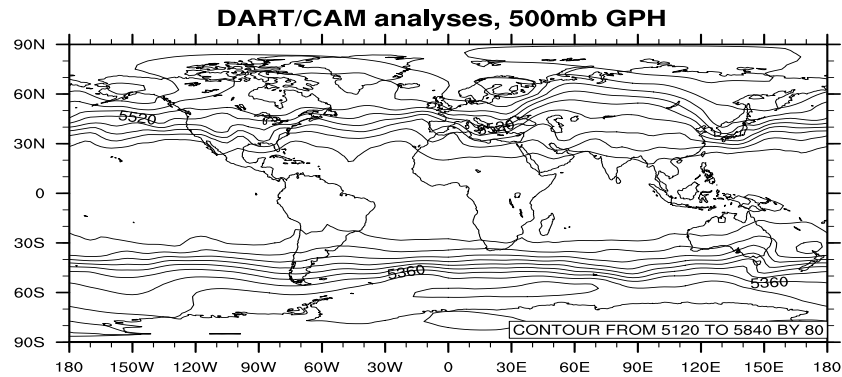 DART/CAM analyses, 500mb GPH
90N
60N
30N
0
30S
60S
90S
5520
5520
5360
5360
CONTOUR FROM 5120 TO 5840 BY 80
180 150W 120W 90W 60W 30W 0 30E 60E 90E 120E 150E 180